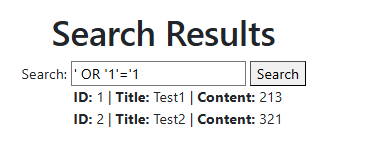 Search Results
Search: ' OR '1'='1 Search
ID: 1 | Title: Test1 | Content: 213
ID: 2 | Title: Test2 | Content: 321